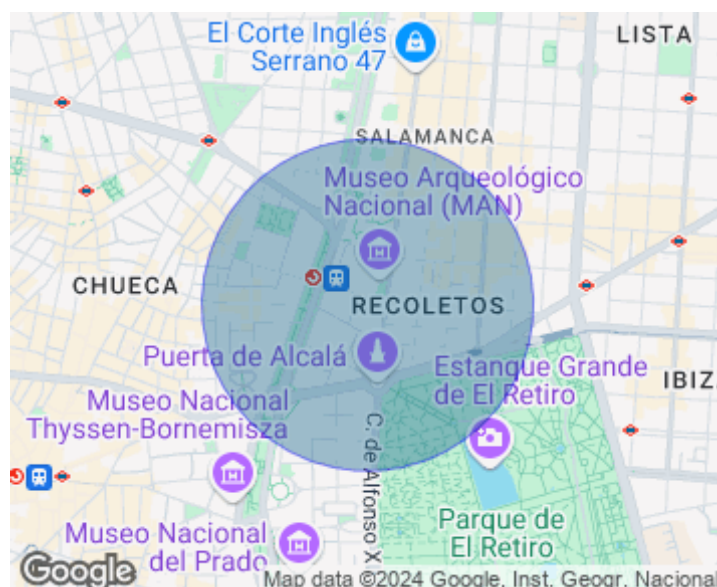 El Corte Inglés
Serrano 47
LISTA
SALAMANCA
Museo Arqueológico
Nacional (MAN)
CHUECA
RECOLETOS
Puerta de Alcalá
Estanque Grande
de El Retiro
IBIZ
Museo Nacional
Thyssen-Bornemisza
C. de Alfonso XI
Museo Nacional
del Prado
Parque de
El Retiro
Google
Map data ©2024 Google, Inst. Geogr. Nacional